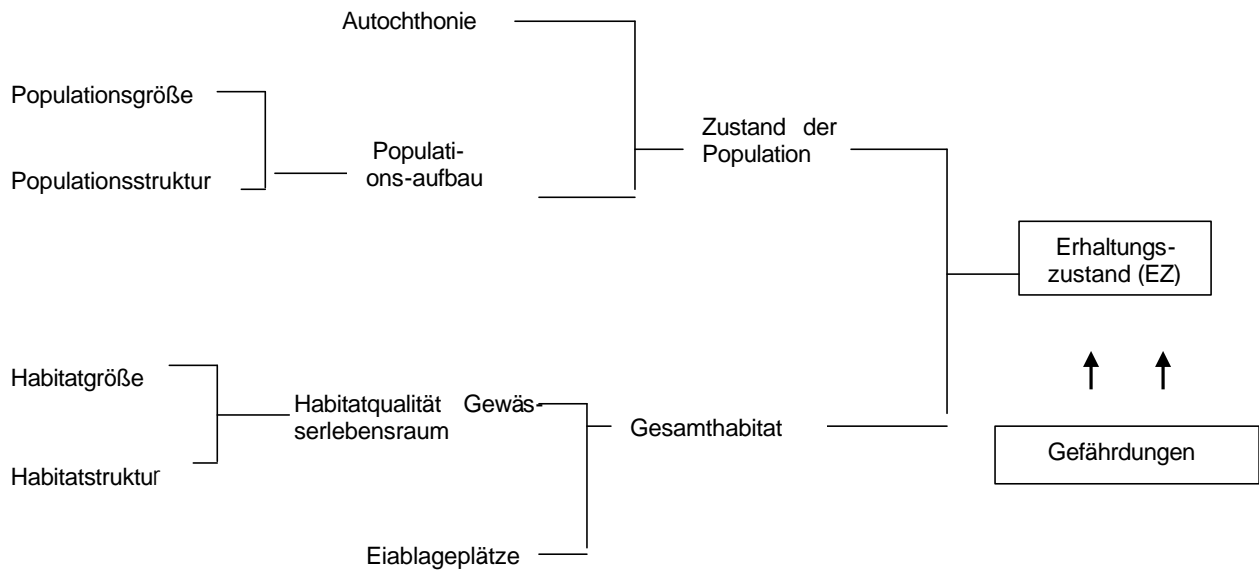 Autochthonie
Populationsgröße
Populationsstruktur
Populati-
ons-aufbau
Zustand der
Population
Erhaltungs-
zustand (EZ)
Habitatgröße
Habitatstruktur
Habitatqualität Gewäs-
serlebensraum
Gesamthabitat
Gefährdungen
Eiablageplätze